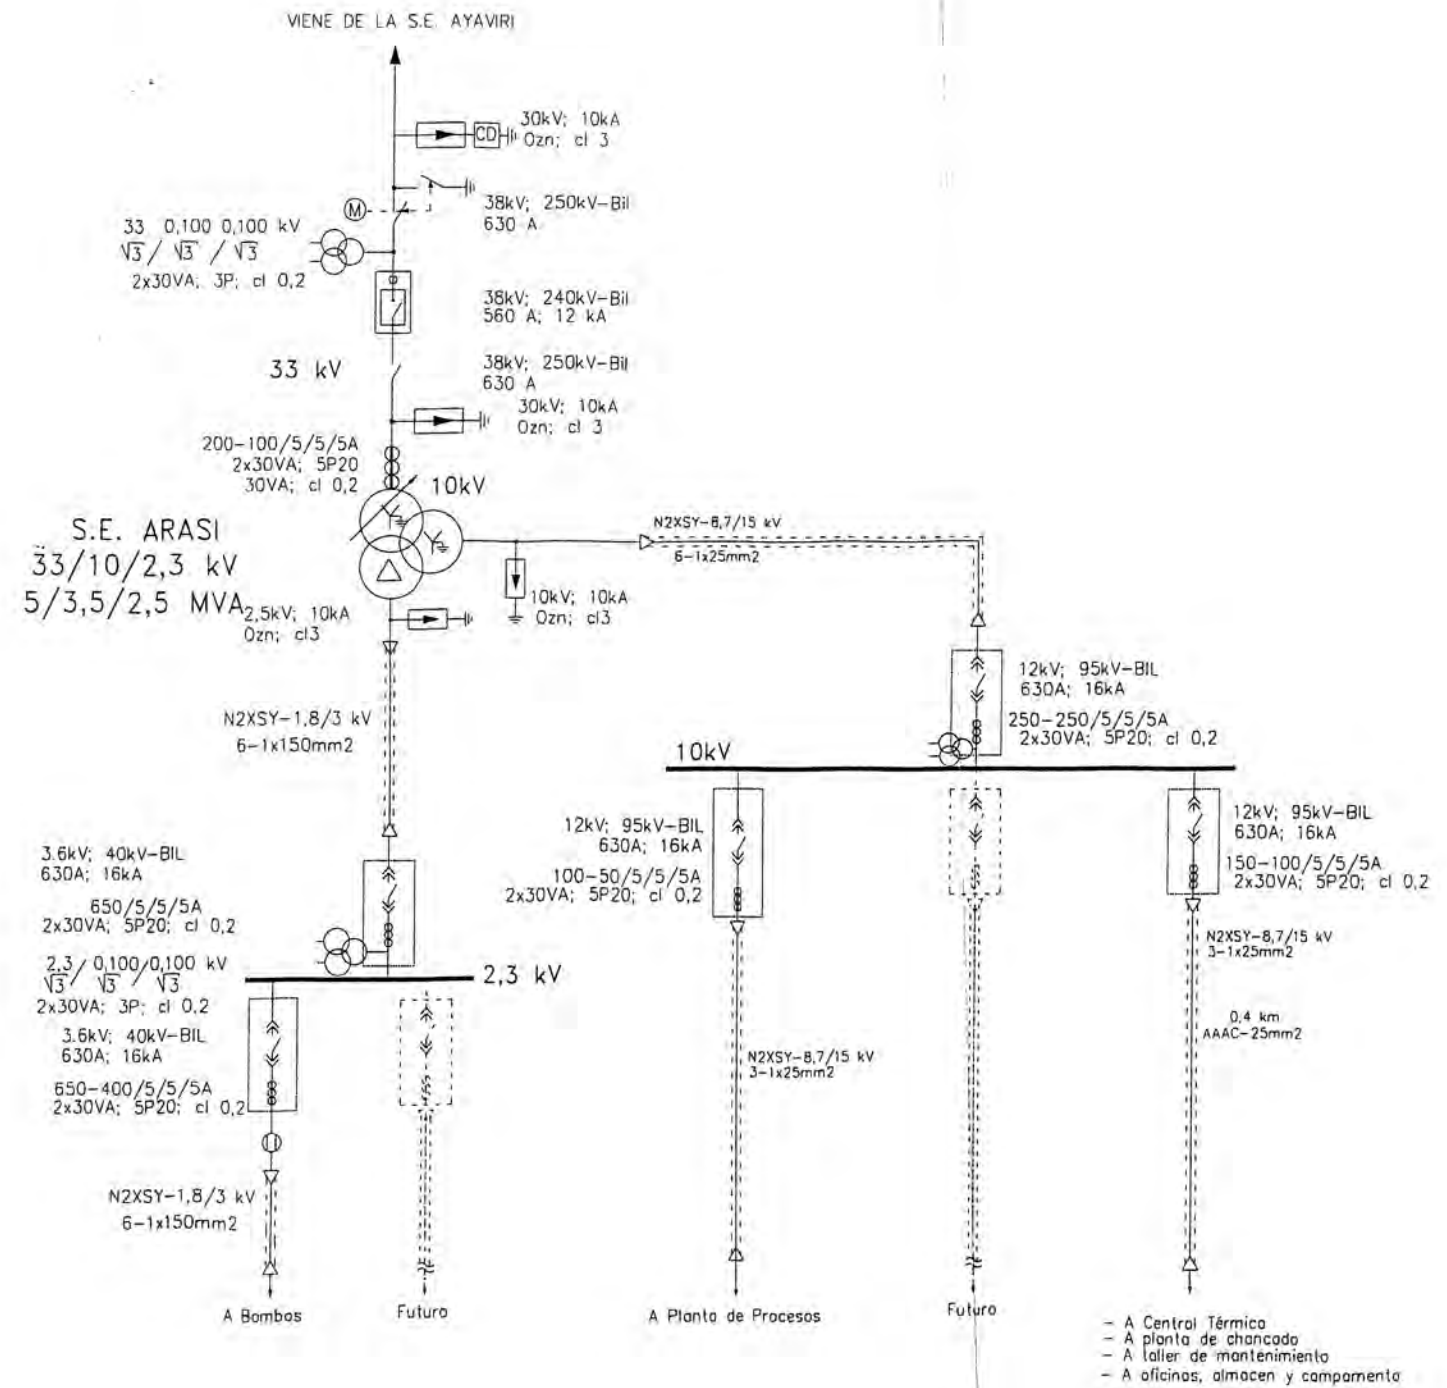 VIENE DE LA S.E. AYAVIRI
30kV; 10kA
CD
Ozn; cl 3
M
38kV; 250kV-Bil
630 A
33 0,100 0,100 kV
√3 / √3 / √3
2x30VA; 3P; cl 0,2
38kV; 240kV-Bil
560 A; 12 kA
33 kV
38kV; 250kV-Bil
630 A
30kV; 10kA
Ozn; cl 3
200-100/5/5/5A
2x30VA; 5P20
30VA; cl 0,2
10kV
S.E. ARASI
33/10/2,3 kV
5/3,5/2,5 MVA
2,5kV; 10kA
Ozn; cl3
10kV; 10kA
Ozn; cl3
N2XSY-8,7/15 kV
6-1x25mm2
N2XSY-1,8/3 kV
6-1x150mm2
12kV; 95kV-BIL
630A; 16kA
250-250/5/5/5A
2x30VA; 5P20; cl 0,2
10kV
12kV; 95kV-BIL
630A; 16kA
100-50/5/5/5A
2x30VA; 5P20; cl 0,2
12kV; 95kV-BIL
630A; 16kA
150-100/5/5/5A
2x30VA; 5P20; cl 0,2
3.6kV; 40kV-BIL
630A; 16kA
650/5/5/5A
2x30VA; 5P20; cl 0,2
2,3/ 0,100/0,100 kV
√3/ √3 / √3
2x30VA; 3P; cl 0.2
2,3 kV
3.6kV; 40kV-BIL
630A; 16kA
650-400/5/5/5A
2x30VA; 5P20; cl 0,2
N2XSY-8,7/15 kV
3-1x25mm2
0,4 km
AAAC-25mm2
N2XSY-8,7/15 kV
3-1x25mm2
N2XSY-1,8/3 kV
6-1x150mm2
A Bombas
Futuro
A Planta de Procesos
Futuro
- A Central Térmica
- A planta de chancado
- A taller de mantenimiento
- A oficinas, almacen y campamento